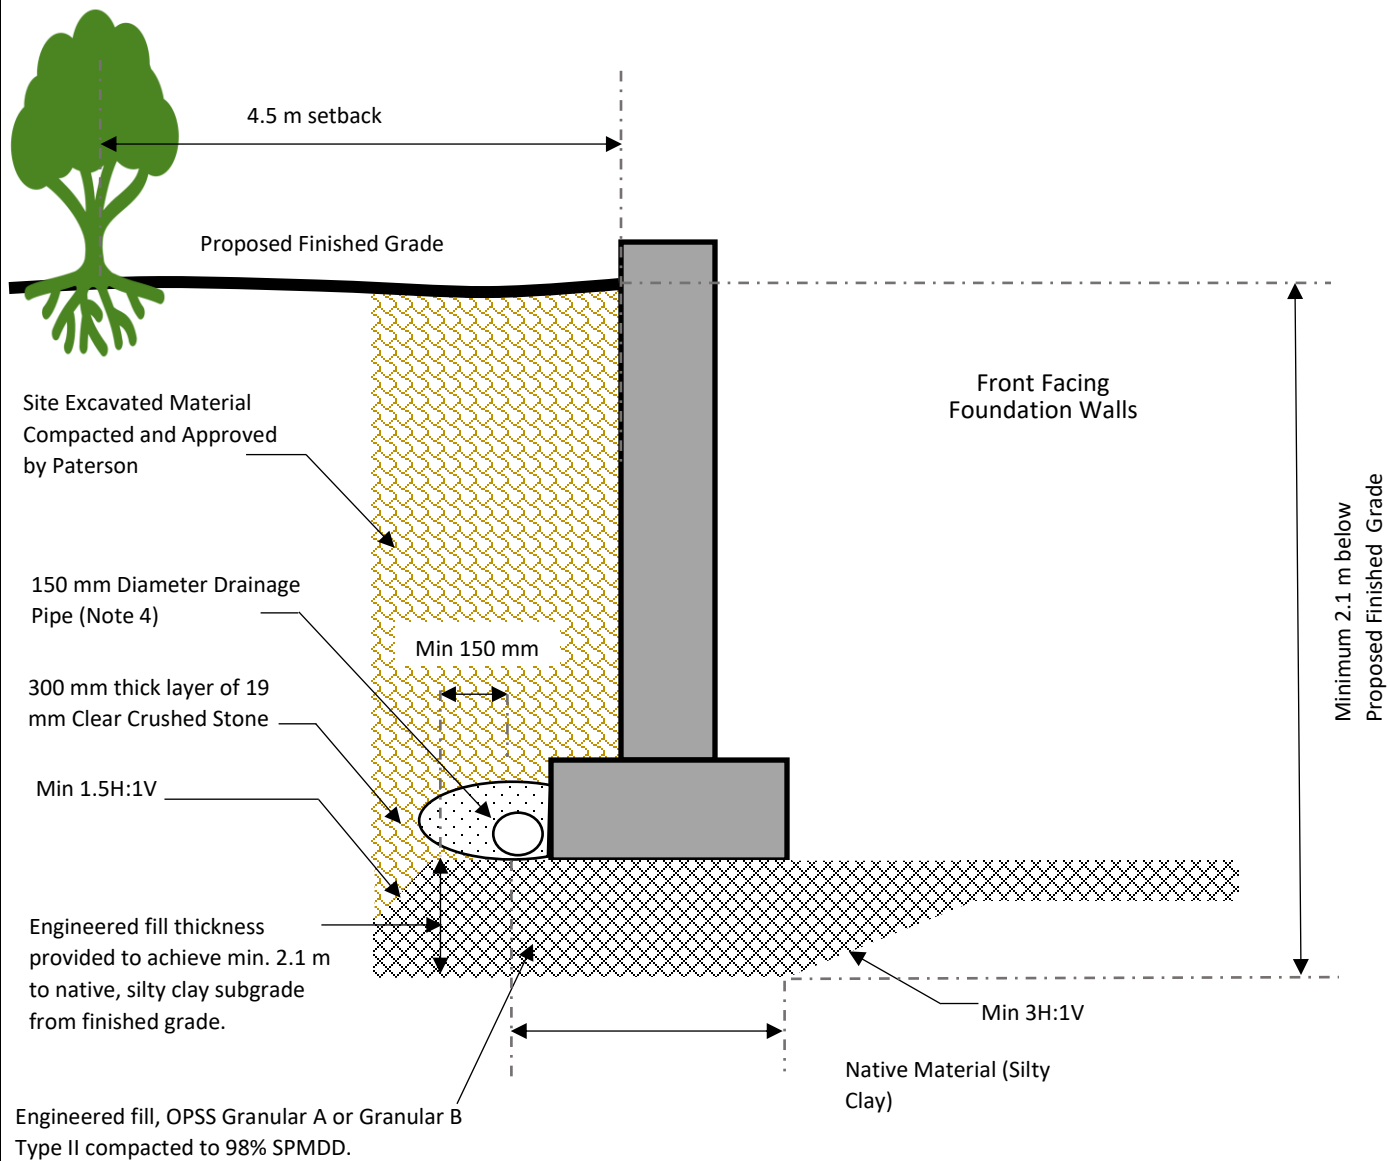 4.5 m setback
Proposed Finished Grade
Front Facing
Foundation Walls
Site Excavated Material
Compacted and Approved
by Paterson
Minimum 2.1 m below
Proposed Finished Grade
150 mm Diameter Drainage
Pipe (Note 4)
Min 150 mm
300 mm thick layer of 19
mm Clear Crushed Stone
Min 1.5H:1V
Engineered fill thickness
provided to achieve min. 2.1 m
to native, silty clay subgrade
from finished grade.
Min 3H:1V
Native Material (Silty
Clay)
Engineered fill, OPSS Granular A or Granular B
Type II compacted to 98% SPMDD.